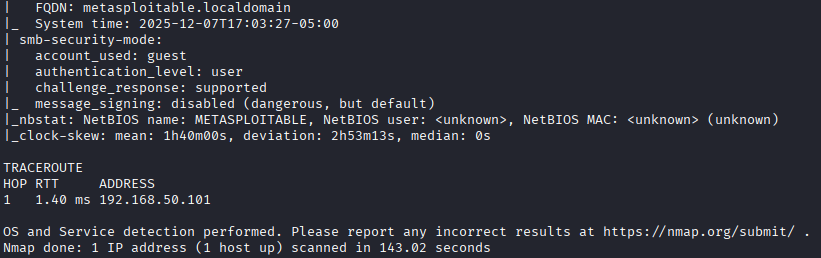 |   FQDN: metasploitable.localdomain
|_  System time: 2025-12-07T17:03:27-05:00
| smb-security-mode:
|   account_used: guest
|   authentication_level: user
|   challenge_response: supported
|_  message_signing: disabled (dangerous, but default)
|_nbstat: NetBIOS name: METASPLOITABLE, NetBIOS user: <unknown>, NetBIOS MAC: <unknown> (unknown)
|_clock-skew: mean: 1h40m00s, deviation: 2h53m13s, median: 0s

TRACEROUTE
HOP RTT     ADDRESS
1   1.40 ms 192.168.50.101

OS and Service detection performed. Please report any incorrect results at https://nmap.org/submit/ .
Nmap done: 1 IP address (1 host up) scanned in 143.02 seconds